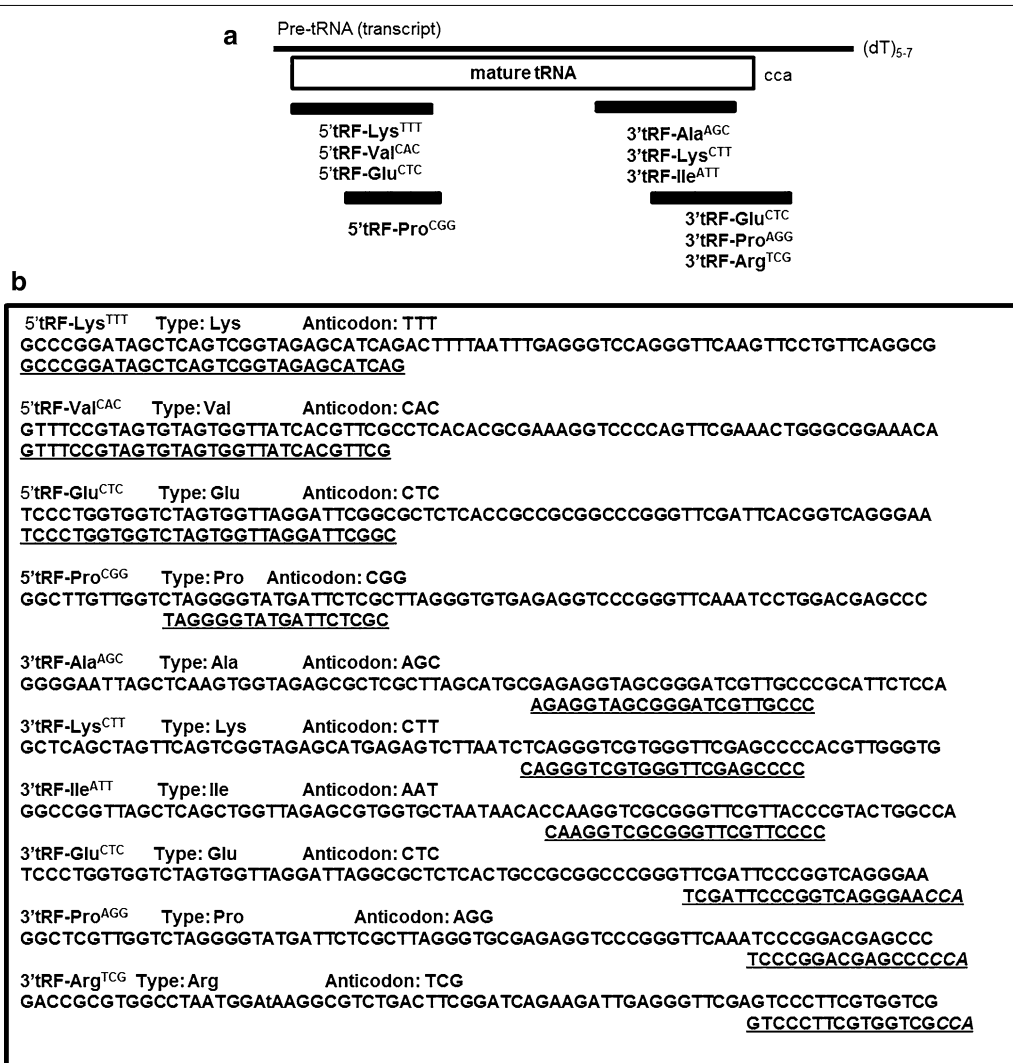 a
Pre-tRNA (transcript)
(dT)5-7
mature tRNA
cca
5'tRF-LysTTT
5'tRF-ValCAC
5'tRF-GluCTC
3'tRF-AlaAGC
3'tRF-LysCTT
3'tRF-IleATT
5'tRF-ProCGG
3'tRF-GluCTC
3'tRF-ProAGG
3'tRF-ArgTCG
b
5'tRF-LysTTT Type: Lys Anticodon: TTT
GCCCGGATAGCTCAGTCGGTAGAGCATCAGACTTTTAATTTGAGGGTCCAGGGTTCAAGTTCCTGTTCAGGCG
GCCCGGATAGCTCAGTCGGTAGAGCATCAG
5'tRF-ValCAC Type: Val Anticodon: CAC
GTTTCCGTAGTGTAGTGGTTATCACGTTCGCCTCACACGCGAAAGGTCCCCAGTTCGAAACTGGGCGGAAACA
GTTTCCGTAGTGTAGTGGTTATCACGTTCG
5'tRF-GluCTC Type: Glu Anticodon: CTC
TCCCTGGTGGTCTAGTGGTTAGGATTCGGCGCTCTCACCGCCGCGGCCCGGGTTCGATTCACGGTCAGGGAA
TCCCTGGTGGTCTAGTGGTTAGGATTCGGC
5'tRF-ProCGG Type: Pro Anticodon: CGG
GGCTTGTTGGTCTAGGGGTATGATTCTCGCTTAGGGTGTGAGAGGTCCCGGGTTCAAATCCTGGACGAGCCC
TAGGGGTATGATTCTCGC
3'tRF-AlaAGC Type: Ala Anticodon: AGC
GGGGAATTAGCTCAAGTGGTAGAGCGCTCGCTTAGCATGCGAGAGGTAGCGGGATCGTTGCCCGCATTCTCCA
AGAGGTAGCGGGATCGTTGCCC
3'tRF-LysCTT Type: Lys Anticodon: CTT
GCTCAGCTAGTTCAGTCGGTAGAGCATGAGAGTCTTAATCTCAGGGTCGTGGGTTCGAGCCCCACGTTGGGTG
CAGGGTCGTGGGTTCGAGCCCC
3'tRF-IleATT Type: Ile Anticodon: AAT
GGCCGGTTAGCTCAGCTGGTTAGAGCGTGGTGCTAATAACACCAAGGTCGCGGGTTCGTTACCCGTACTGGCCA
CAAGGTCGCGGGTTCGTTCCCC
3'tRF-GluCTC Type: Glu Anticodon: CTC
TCCCTGGTGGTCTAGTGGTTAGGATTAGGCGCTCTCACTGCCGCGGCCCGGGTTCGATTCCCGGTCAGGGAA
TCGATTCCCGGTCAGGGAACCA
3'tRF-ProAGG Type: Pro Anticodon: AGG
GGCTCGTTGGTCTAGGGGTATGATTCTCGCTTAGGGTGCGAGAGGTCCCGGGTTCAAATCCCGGACGAGCCC
TCCCGGACGAGCCCCCA
3'tRF-ArgTCG Type: Arg Anticodon: TCG
GACCGCGTGGCCTAATGGAtAAGGCGTCTGACTTCGGATCAGAAGATTGAGGGTTCGAGTCCCTTCGTGGTCG
GTCCCTTCGTGGTCGCCA